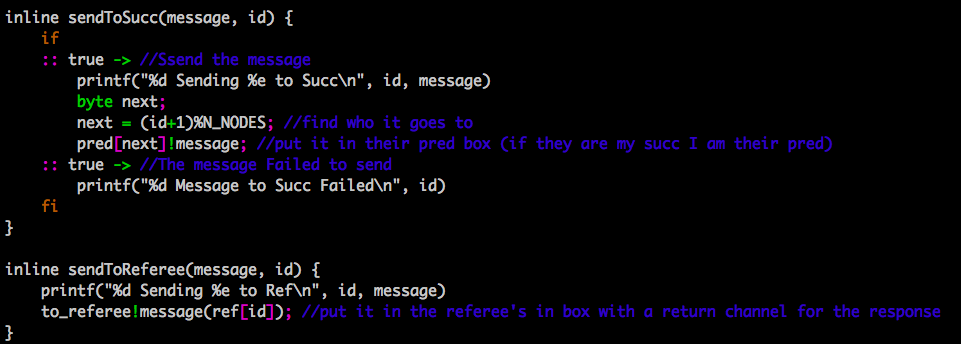 inline sendToSucc(message, id) {
    if
    :: true -> //Ssend the message
        printf("%d Sending %e to Succ\n", id, message)
        byte next;
        next = (id+1)%N_NODES; //find who it goes to
        pred[next]!message; //put it in their pred box (if they are my succ I am their pred)
    :: true -> //The message Failed to send
        printf("%d Message to Succ Failed\n", id)
    fi
}

inline sendToReferee(message, id) {
    printf("%d Sending %e to Ref\n", id, message)
    to_referee!message(ref[id]); //put it in the referee's in box with a return channel for the response
}